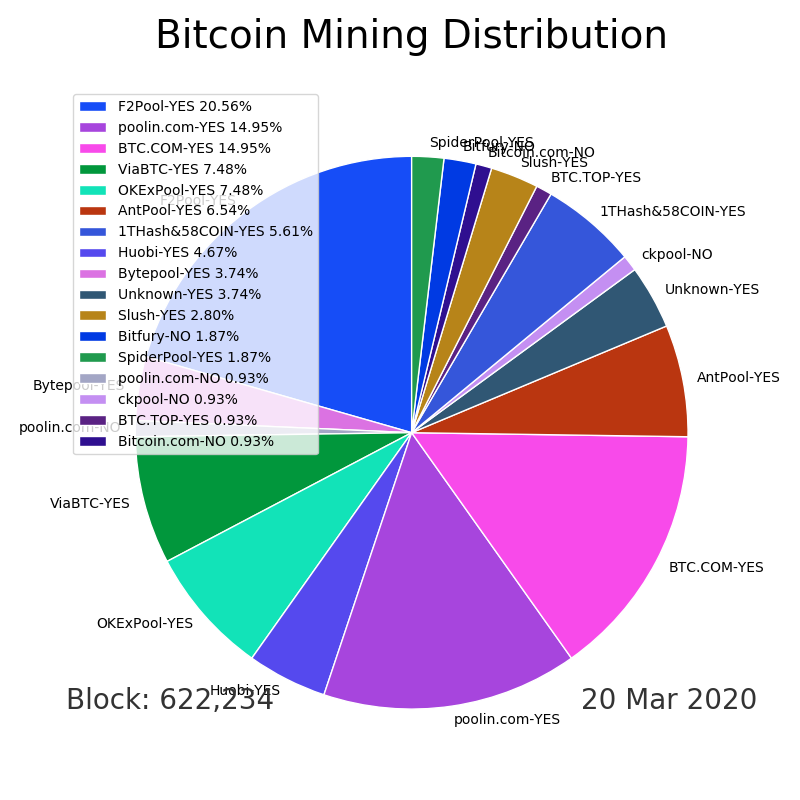 Bitcoin Mining Distribution
F2Pool-YES 20.56%
poolin.com-YES 14.95%
BTC.COM-YES 14.95%
ViaBTC-YES 7.48%
OKExPool-YES 7.48%
AntPool-YES 6.54%
1THash&58COIN-YES 5.61%
Huobi-YES 4.67%
Bytepool-YES 3.74%
Unknown-YES 3.74%
Slush-YES 2.80%
Bitfury-NO 1.87%
SpiderPool-YES 1.87%
poolin.com-NO 0.93%
ckpool-NO 0.93%
BTC.TOP-YES 0.93%
Bitcoin.com-NO 0.93%
SpiderPool-YES
Bitfury-NO
Bitcoin.com-NO
Slush-YES
BTC.TOP-YES
1THash&58COIN-YES
ckpool-NO
Unknown-YES
AntPool-YES
BTC.COM-YES
poolin.com-YES
Huobi-YES
OKExPool-YES
ViaBTC-YES
poolin.com-NO
Bytepool-YES
F2Pool-YES
Block: 622,234
20 Mar 2020